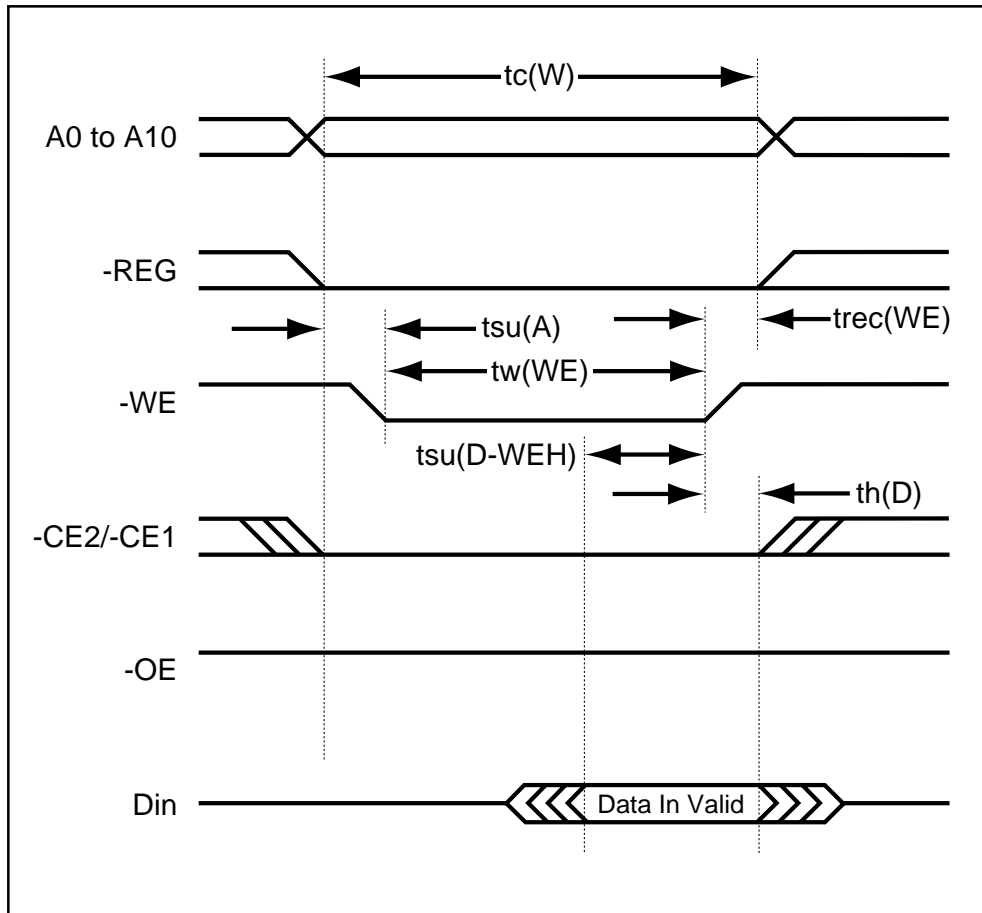 tc(W)
A0 to A10
-REG
tsu(A)
trec(WE)
tw(WE)
-WE
tsu(D-WEH)
th(D)
-CE2/-CE1
-OE
Din
Data In Valid